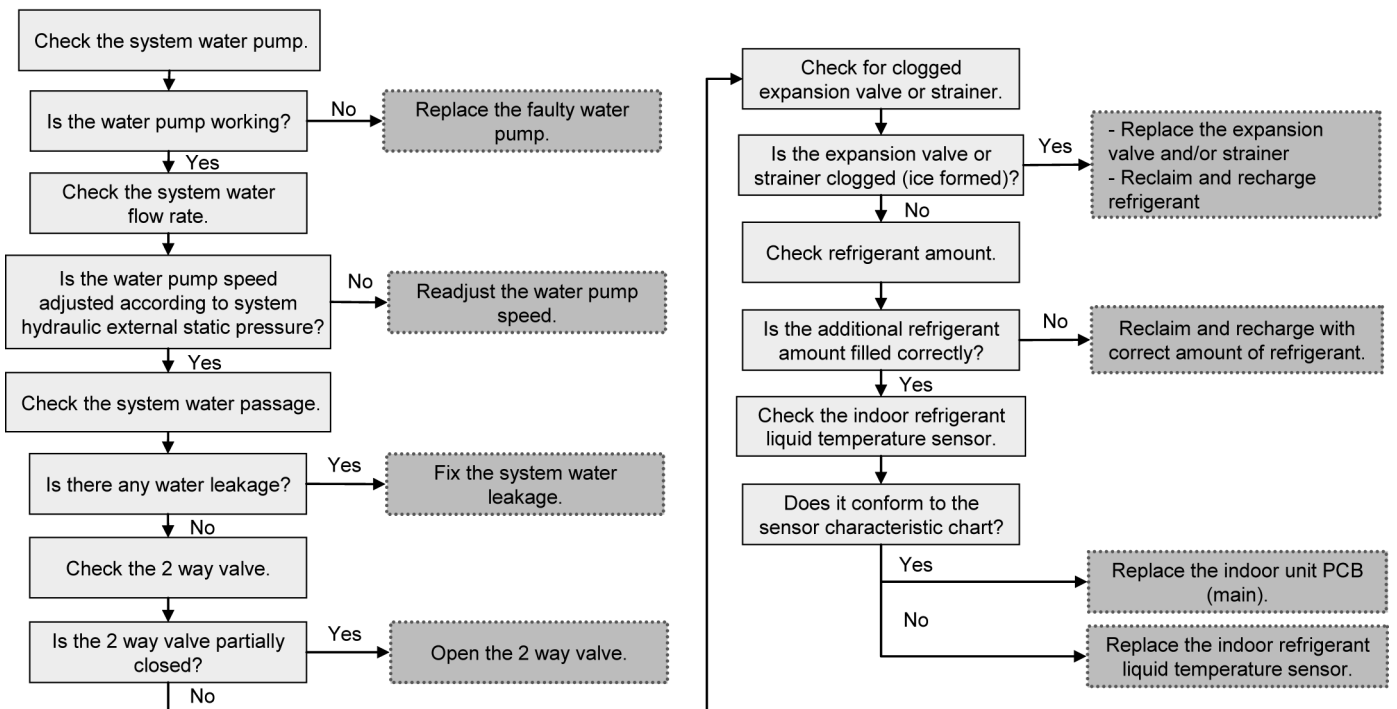 Check the system water pump.
Is the water pump working?
No
Replace the faulty water
pump.
Yes
Check the system water
flow rate.
Is the water pump speed
adjusted according to system
hydraulic external static pressure?
No
Readjust the water pump
speed.
Yes
Check the system water passage.
Is there any water leakage?
Yes
Fix the system water
leakage.
No
Check the 2 way valve.
Is the 2 way valve partially
closed?
Yes
Open the 2 way valve.
No
Check for clogged
expansion valve or strainer.
Is the expansion valve or
strainer clogged (ice formed)?
Yes
- Replace the expansion
valve and/or strainer
- Reclaim and recharge
refrigerant
No
Check refrigerant amount.
Is the additional refrigerant
amount filled correctly?
No
Reclaim and recharge with
correct amount of refrigerant.
Yes
Check the indoor refrigerant
liquid temperature sensor.
Does it conform to the
sensor characteristic chart?
Yes
Replace the indoor unit PCB
(main).
No
Replace the indoor refrigerant
liquid temperature sensor.